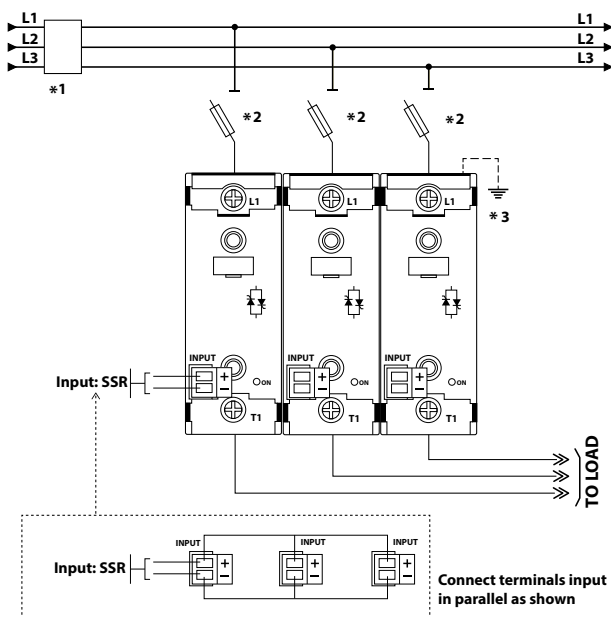 L1 L1
L2 L2
L3 L3
*1
*2 *2 *2
L1 L1 L1
*3
INPUT INPUT INPUT
Input: SSR + - + - + -
ON ON ON
T1 T1 T1
TO LOAD
INPUT INPUT INPUT
Input: SSR + - + - + -
Connect terminals input
in parallel as shown